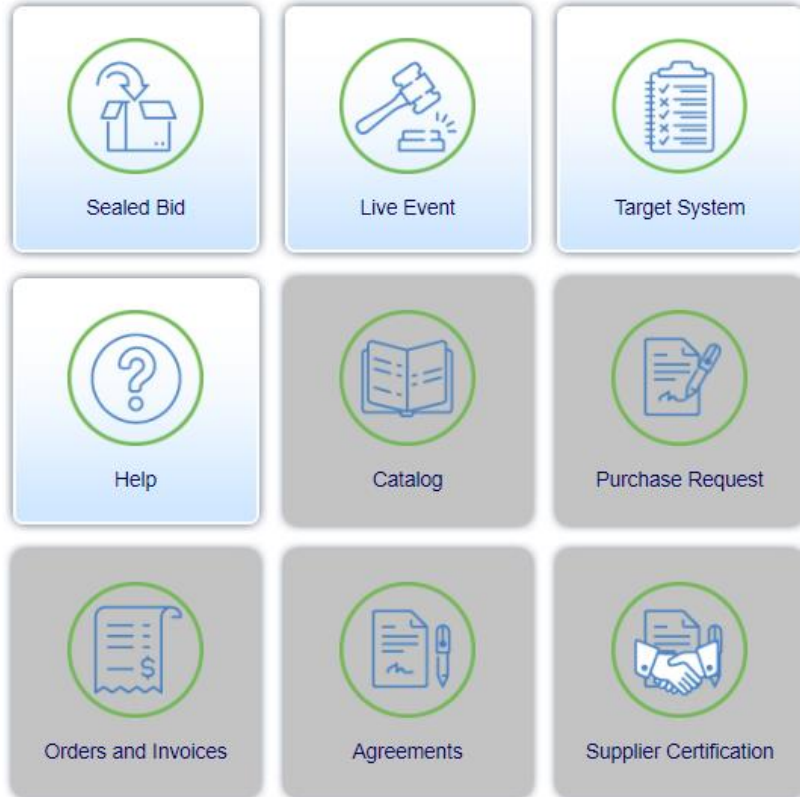 Sealed Bid
Live Event
Target System
Help
Catalog
Purchase Request
Orders and Invoices
Agreements
Supplier Certification